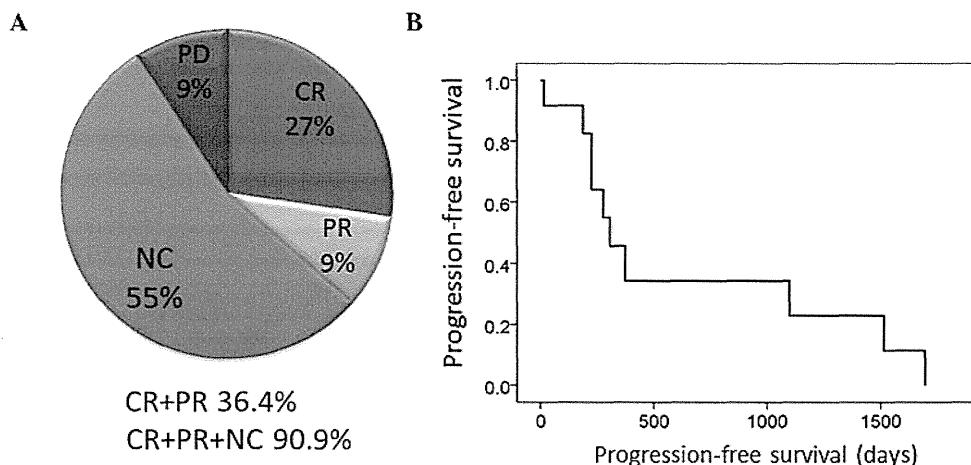 A
PD
9%
CR
27%
PR
9%
NC
55%
CR+PR 36.4%
CR+PR+NC 90.9%
B
Progression-free survival
1.0
0.8
0.6
0.4
0.2
0.0
0
500
1000
1500
Progression-free survival (days)